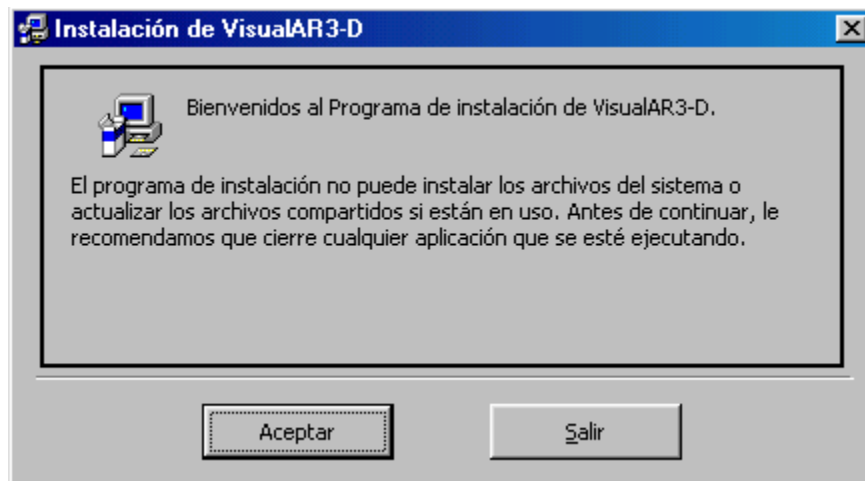 Instalación de VisualAR3-D
Bienvenidos al Programa de instalación de VisualAR3-D.
El programa de instalación no puede instalar los archivos del sistema o
actualizar los archivos compartidos si están en uso. Antes de continuar, le
recomendamos que cierre cualquier aplicación que se esté ejecutando.
Aceptar
Salir